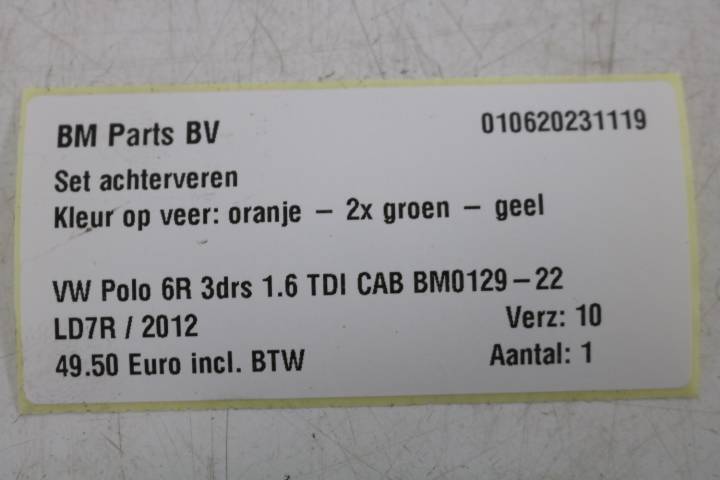 BM Parts BV 010620231119
Set achterveren
Kleur op veer: oranje – 2x groen – geel
VW Polo 6R 3drs 1.6 TDI CAB BM0129–22
LD7R / 2012 Verz: 10
49.50 Euro incl. BTW Aantal: 1